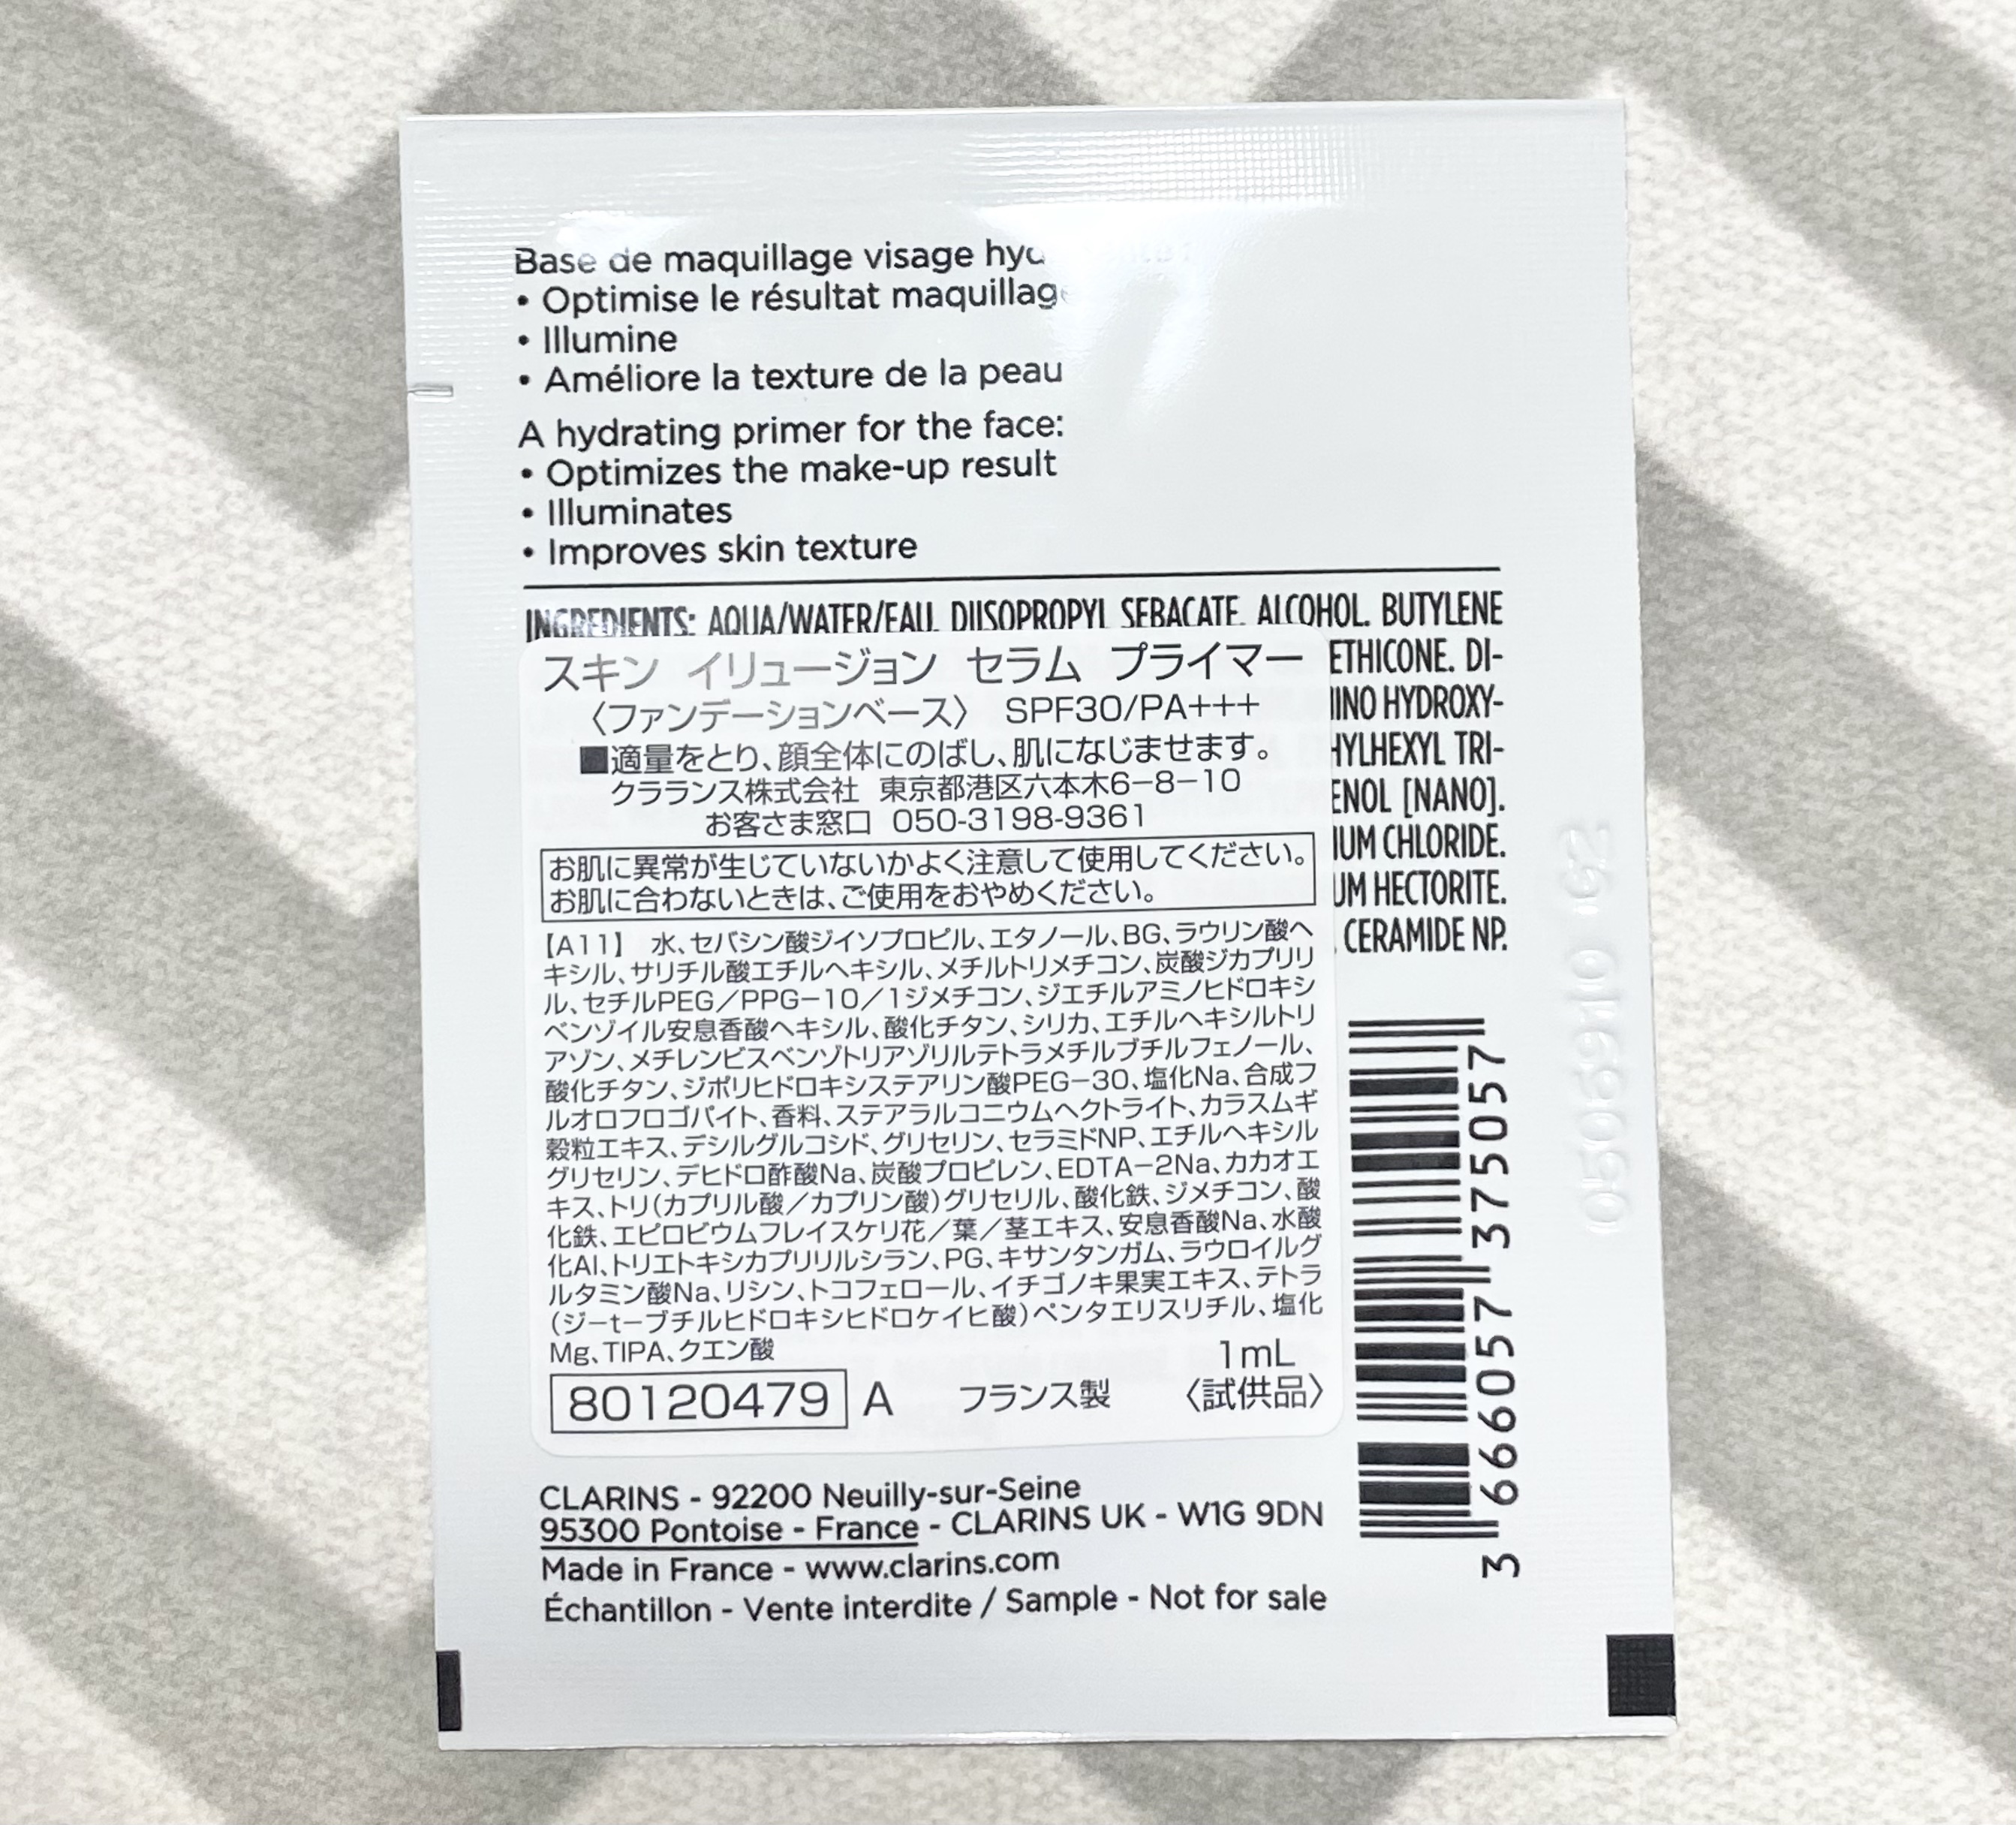 Base de maquillage visage
• Optimise le résultat maquillage
• Illumine
• Améliore la texture de la peau
A hydrating primer for the face:
• Optimizes the make-up result
• Illuminates
• Improves skin texture
INGREDIENTS: AQUA/WATER/EAU. DIISOPROPYL SEBACATE. ALCOHOL. BUTYLENE
ETHICONE. DI-
HYDROXY-
HYLHEXYL TRI-
ENOL [NANO].
IUM CHLORIDE.
UM HECTORITE.
CERAMIDE NP.
スキン イリュージョン セラム プライマー
〈ファンデーションベース〉 SPF30/PA+++
■適量をとり、顔全体にのばし、肌になじませます。
クラランス株式会社 東京都港区六本木6−8−10
お客さま窓口 050-3198-9361
お肌に異常が生じていないかよく注意して使用してください。
お肌に合わないときは、ご使用をおやめください。
【A11】 水、セバシン酸ジイソプロピル、エタノール、BG、ラウリン酸ヘ
キシル、サリチル酸エチルヘキシル、メチルトリメチコン、炭酸ジカプリリ
ル、セチルPEG／PPG−10／1ジメチコン、ジエチルアミノヒドロキシ
ベンゾイル安息香酸ヘキシル、酸化チタン、シリカ、エチルヘキシルトリ
アゾン、メチレンビスベンゾトリアゾリルテトラメチルブチルフェノール、
酸化チタン、ジポリヒドロキシステアリン酸PEG−30、塩化Na、合成フ
ルオロフロゴパイト、香料、ステアラルコニウムヘクトライト、カラスムギ
穀粒エキス、デシルグルコシド、グリセリン、セラミドNP、エチルヘキシル
グリセリン、デヒドロ酢酸Na、炭酸プロピレン、EDTA−2Na、カカオエ
キス、トリ(カプリル酸／カプリン酸)グリセリル、酸化鉄、ジメチコン、酸
化鉄、エピロビウムフレイスケリ花／葉／茎エキス、安息香酸Na、水酸
化Al、トリエトキシカプリリルシラン、PG、キサンタンガム、ラウロイルグ
ルタミン酸Na、リシン、トコフェロール、イチゴノキ果実エキス、テトラ
(ジ−t−ブチルヒドロキシヒドロケイヒ酸)ペンタエリスリチル、塩化
Mg、TIPA、クエン酸
1mL
80120479 A フランス製 〈試供品〉
3 666057 375057
CLARINS - 92200 Neuilly-sur-Seine
95300 Pontoise - France - CLARINS UK - W1G 9DN
Made in France - www.clarins.com
Échantillon - Vente interdite / Sample - Not for sale